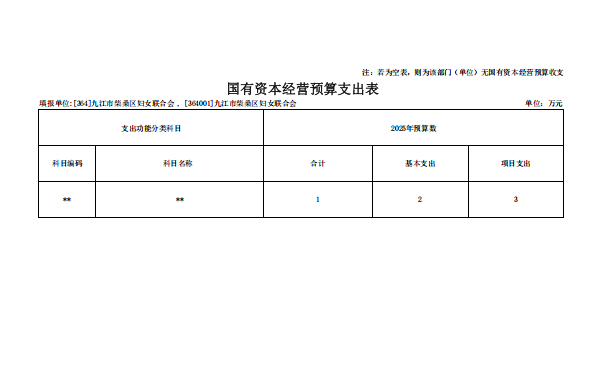 注：若为空表，则为该部门（单位）无国有资本经营预算收支
国有资本经营预算支出表
填报单位:[364]九江市柴桑区妇女联合会 , [364001]九江市柴桑区妇女联合会 单位：万元
支出功能分类科目 2025年预算数
科目编码 科目名称 合计 基本支出 项目支出
** ** 1 2 3